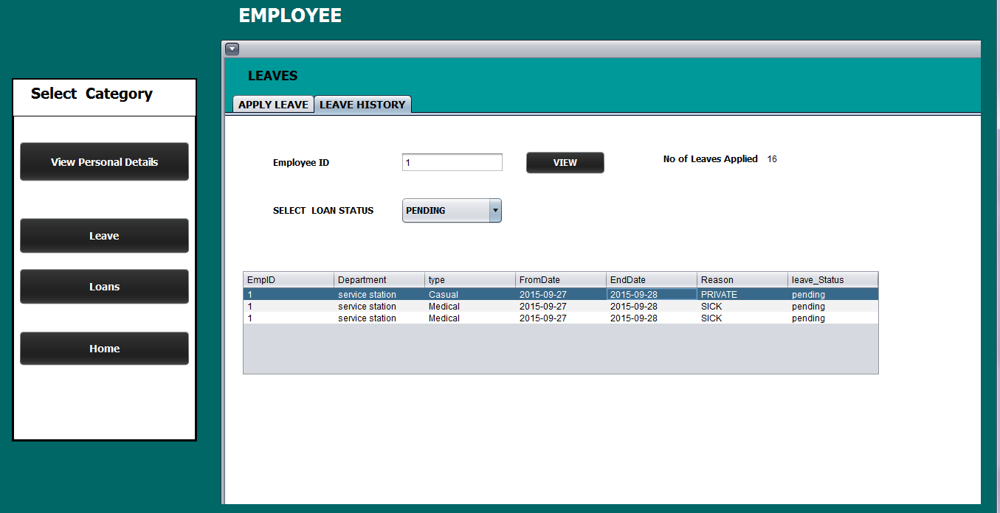 EMPLOYEE
Select  Category
View Personal Details
Leave
Loans
Home
LEAVES
APPLY LEAVE LEAVE HISTORY
Employee ID 1 VIEW No of Leaves Applied 16
SELECT  LOAN STATUS PENDING
EmpID Department type FromDate EndDate Reason leave_Status
1 service station Casual 2015-09-27 2015-09-28 PRIVATE pending
1 service station Medical 2015-09-27 2015-09-28 SICK pending
1 service station Medical 2015-09-27 2015-09-28 SICK pending